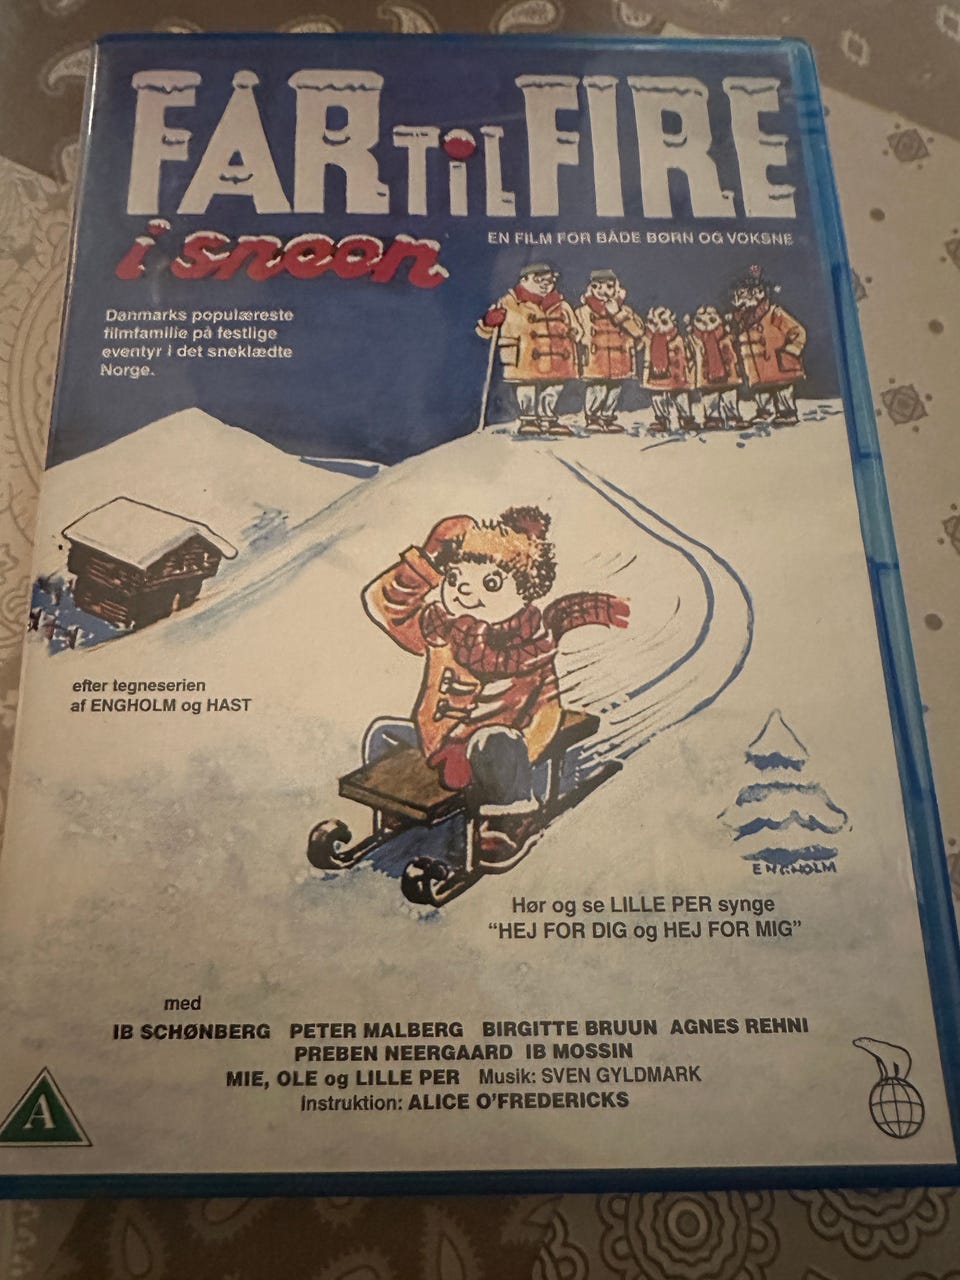 FAR TIL FIRE
i sneen
EN FILM FOR BÅDE BØRN OG VOKSNE
Danmarks populæreste
filmfamilie på festlige
eventyr i det sneklædte
Norge.
efter tegneserien
af ENGHOLM og HAST
ENGHOLM
Hør og se LILLE PER synge
"HEJ FOR DIG og HEJ FOR MIG"
med
IB SCHØNBERG PETER MALBERG BIRGITTE BRUUN AGNES REHNI
PREBEN NEERGAARD IB MOSSIN
MIE, OLE og LILLE PER Musik: SVEN GYLDMARK
Instruktion: ALICE O'FREDERICKS
A